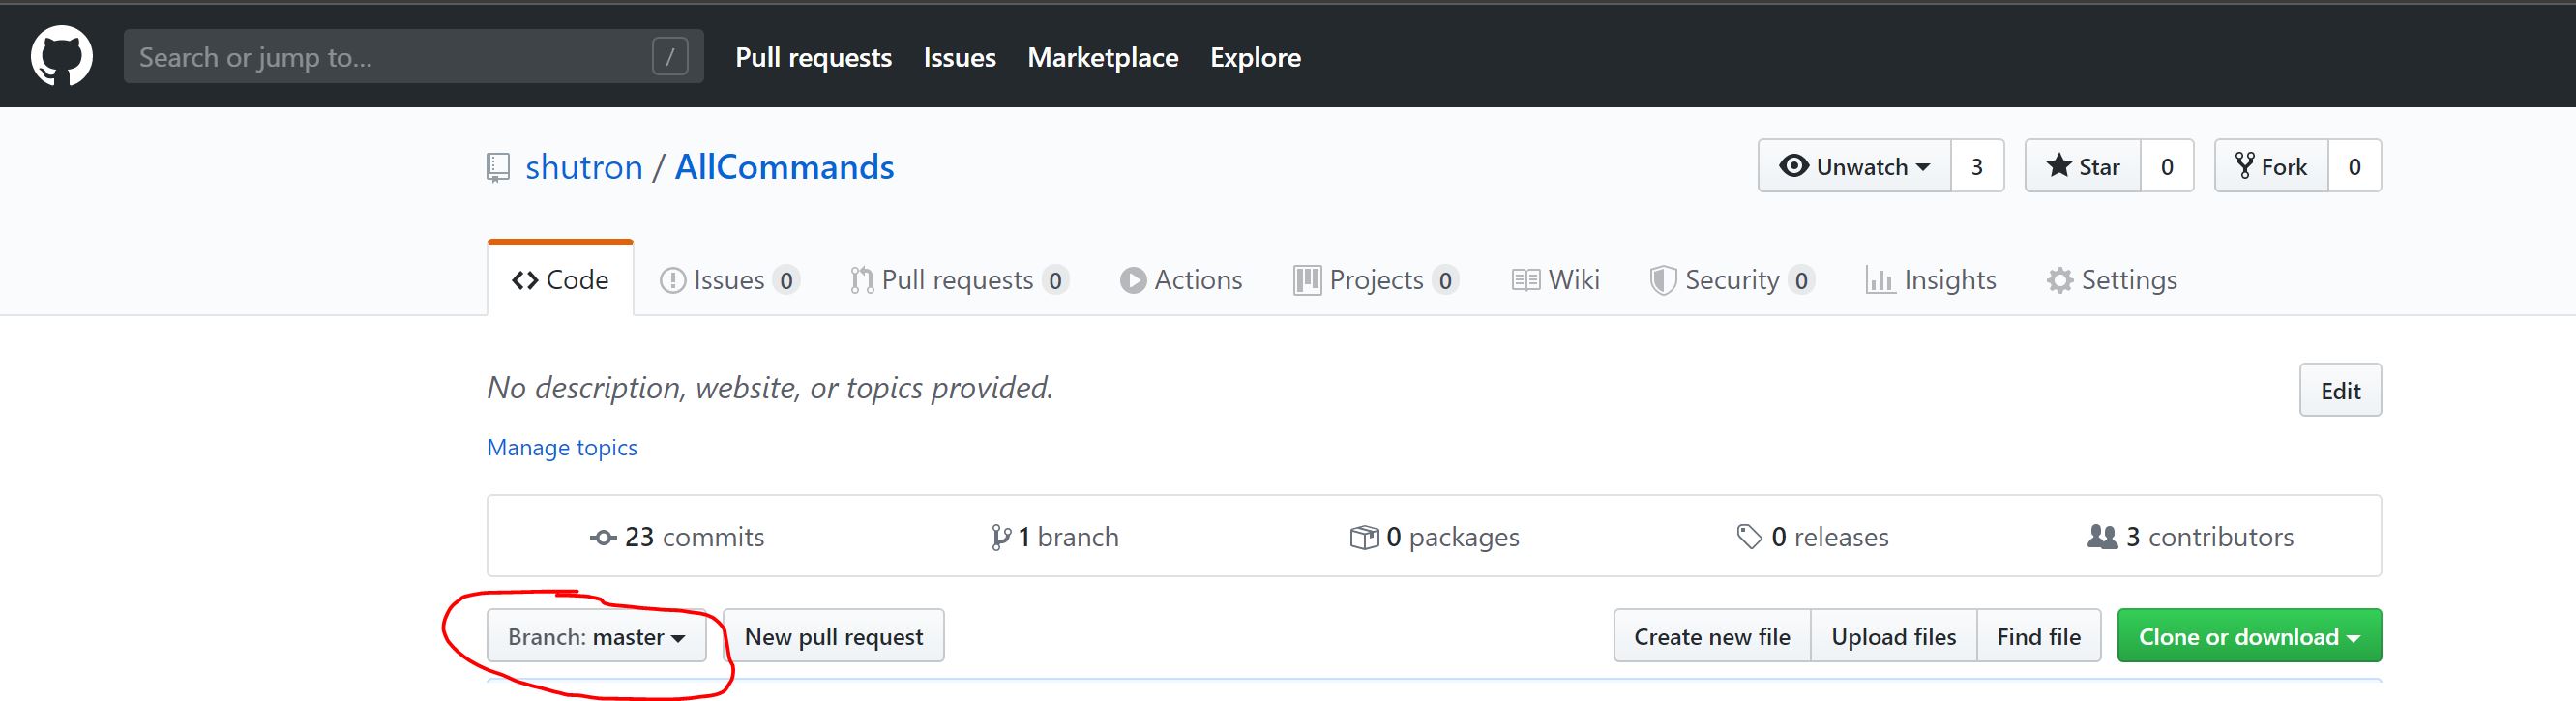 Search or jump to... / Pull requests Issues Marketplace Explore
shutron / AllCommands Unwatch 3 Star 0 Fork 0
Code Issues 0 Pull requests 0 Actions Projects 0 Wiki Security 0 Insights Settings
No description, website, or topics provided. Edit
Manage topics
23 commits 1 branch 0 packages 0 releases 3 contributors
Branch: master New pull request Create new file Upload files Find file Clone or download